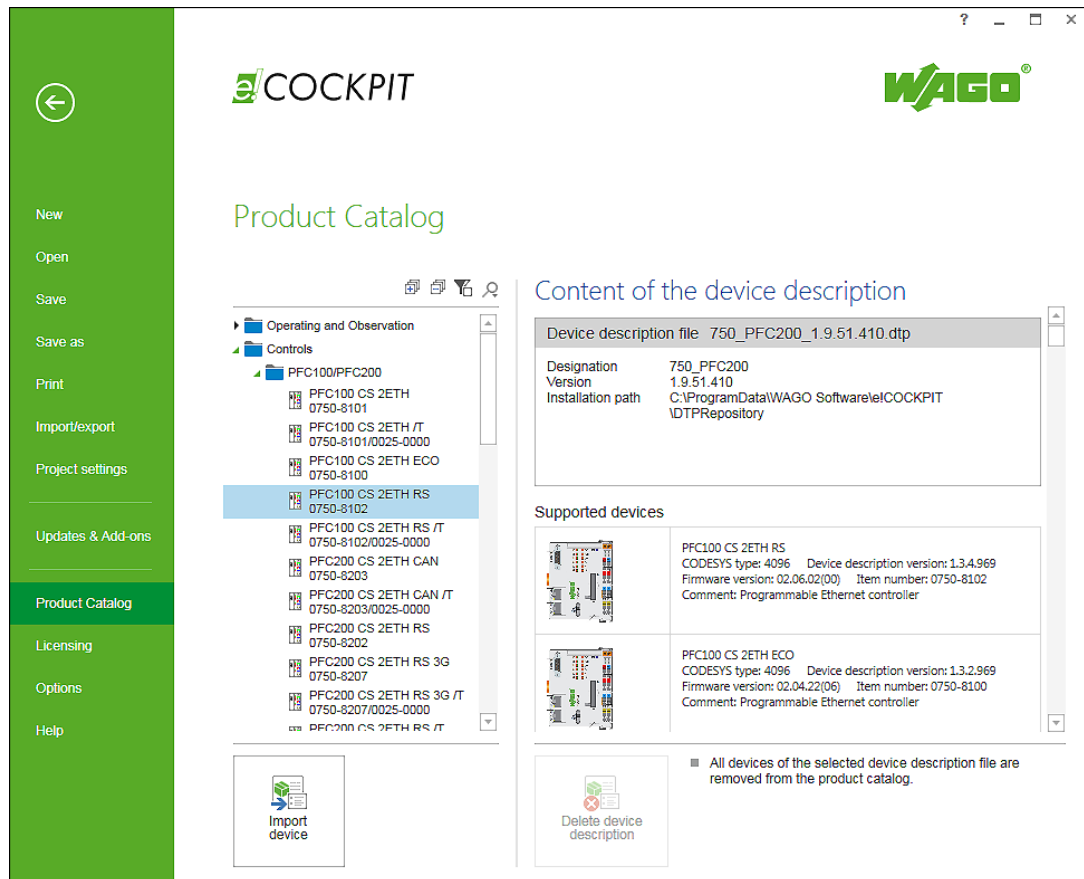 ?
e!COCKPIT
WAGO®
New
Open
Save
Save as
Print
Import/export
Project settings
Updates & Add-ons
Product Catalog
Licensing
Options
Help
Product Catalog
Operating and Observation
Controls
PFC100/PFC200
PFC100 CS 2ETH
0750-8101
PFC100 CS 2ETH /T
0750-8101/0025-0000
PFC100 CS 2ETH ECO
0750-8100
PFC100 CS 2ETH RS
0750-8102
PFC100 CS 2ETH RS /T
0750-8102/0025-0000
PFC200 CS 2ETH CAN
0750-8203
PFC200 CS 2ETH CAN /T
0750-8203/0025-0000
PFC200 CS 2ETH RS
0750-8202
PFC200 CS 2ETH RS 3G
0750-8207
PFC200 CS 2ETH RS 3G /T
0750-8207/0025-0000
PFC200 CS 2ETH RS /T
Import
device
Content of the device description
Device description file 750_PFC200_1.9.51.410.dtp
Designation 750_PFC200
Version 1.9.51.410
Installation path C:\ProgramData\WAGO Software\e!COCKPIT
\DTPRepository
Supported devices
PFC100 CS 2ETH RS
CODESYS type: 4096 Device description version: 1.3.4.969
Firmware version: 02.06.02(00) Item number: 0750-8102
Comment: Programmable Ethernet controller
PFC100 CS 2ETH ECO
CODESYS type: 4096 Device description version: 1.3.2.969
Firmware version: 02.04.22(06) Item number: 0750-8100
Comment: Programmable Ethernet controller
Delete device
description
All devices of the selected device description file are
removed from the product catalog.